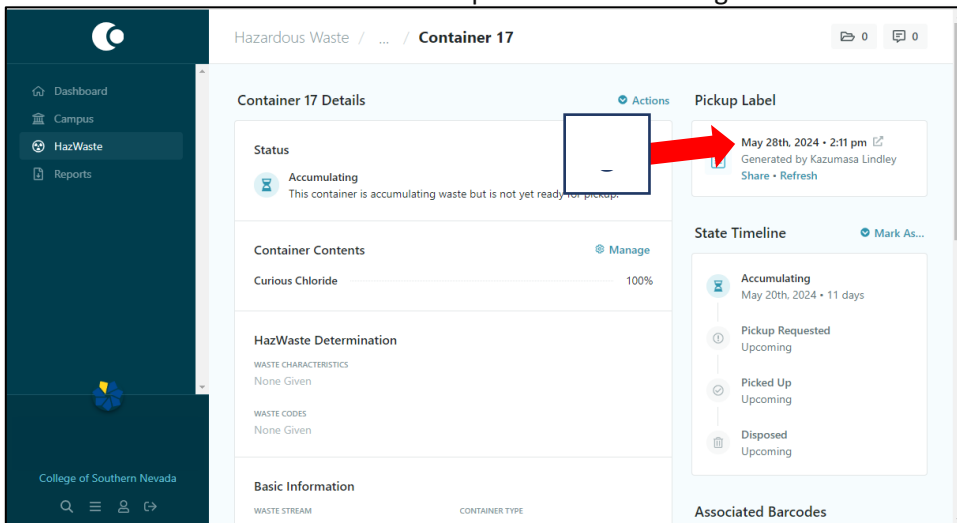 Hazardous Waste / ... / Container 17
0 0
Dashboard
Campus
HazWaste
Reports
College of Southern Nevada
Container 17 Details
Actions
Status
Accumulating
This container is accumulating waste but is not yet ready for pickup.
Container Contents
Manage
Curious Chloride 100%
HazWaste Determination
WASTE CHARACTERISTICS
None Given
WASTE CODES
None Given
Basic Information
WASTE STREAM CONTAINER TYPE
Pickup Label
May 28th, 2024 • 2:11 pm
Generated by Kazumasa Lindley
Share • Refresh
State Timeline
Mark As...
Accumulating
May 20th, 2024 • 11 days
Pickup Requested
Upcoming
Picked Up
Upcoming
Disposed
Upcoming
Associated Barcodes